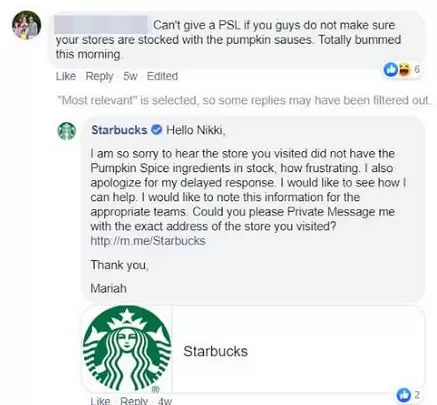 Can't give a PSL if you guys do not make sure
your stores are stocked with the pumpkin sauses. Totally bummed
this morning.
Like Reply 5w Edited
6
"Most relevant" is selected, so some replies may have been filtered out.
Starbucks Hello Nikki,
I am so sorry to hear the store you visited did not have the
Pumpkin Spice ingredients in stock, how frustrating. I also
apologize for my delayed response. I would like to see how I
can help. I would like to note this information for the
appropriate teams. Could you please Private Message me
with the exact address of the store you visited?
http://m.me/Starbucks
Thank you,
Mariah
Starbucks
®
2
Like Reply 4w